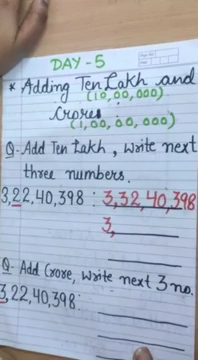 DAY - 5
* Adding Ten Lakh and
(10,00,000)
Crores.
(1,00,00,000)
Q- Add Ten Lakh, write next
three numbers.
3,22,40,398 : 3,32,40,398
3,
Q- Add Crore, write next 3 no.
3,22,40,398: